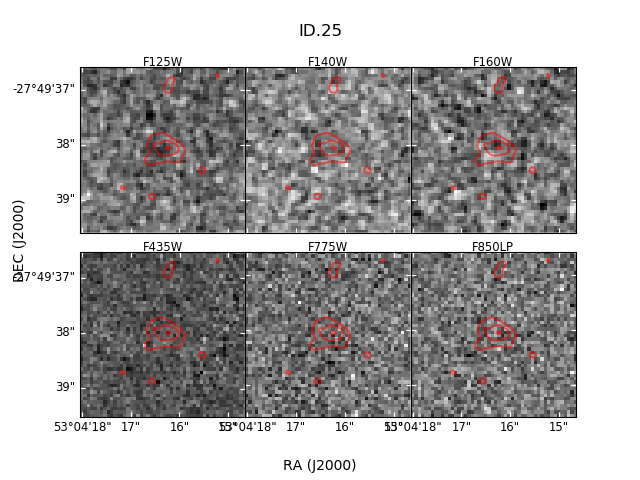 ID.25
F125W F140W F160W
-27°49'37"
38"
39"
F435W F775W F850LP
-27°49'37"
38"
39"
DEC (J2000)
53°04'18" 17" 16" 15" 53°04'18" 17" 16" 15" 53°04'18" 17" 16" 15"
RA (J2000)